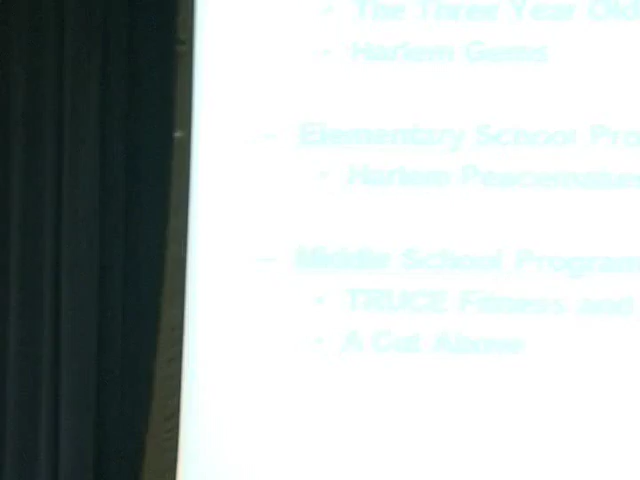 • The Three Year Old
• Harlem Gems
– Elementary School Pro
• Harlem Peacemaker
– Middle School Program
• TRUCE Fitness and
• A Cut Above